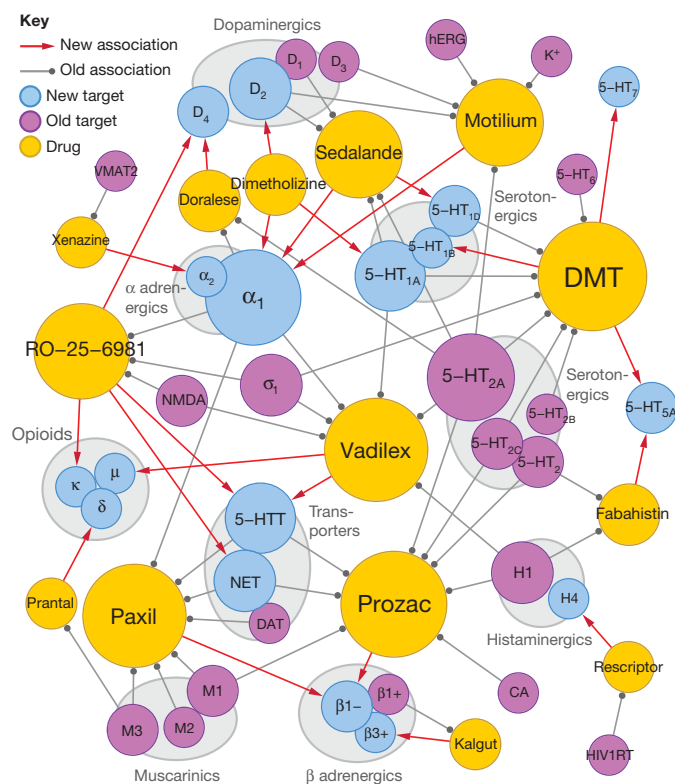 Key
New association
Old association
New target
Old target
Drug
Dopaminergics
D1
D3
D2
D4
hERG
K+
Motilium
5-HT7
VMAT2
Sedalande
Dimetholizine
Doralese
Seroton-
ergics
5-HT6
5-HT1D
5-HT1B
5-HT1A
Xenazine
α2
α1
α adren-
ergics
DMT
RO-25-6981
NMDA
σ1
5-HT2A
Seroton-
ergics
5-HT2B
5-HT2C
5-HT2
5-HT5A
Opioids
κ
μ
δ
Vadilex
5-HTT
Trans-
porters
NET
DAT
Fabahistin
H1
H4
Histaminergics
Prantal
Paxil
Prozac
Rescriptor
M1
M2
M3
Muscarinics
β1-
β1+
β3+
β adrenergics
CA
Kalgut
HIV1RT